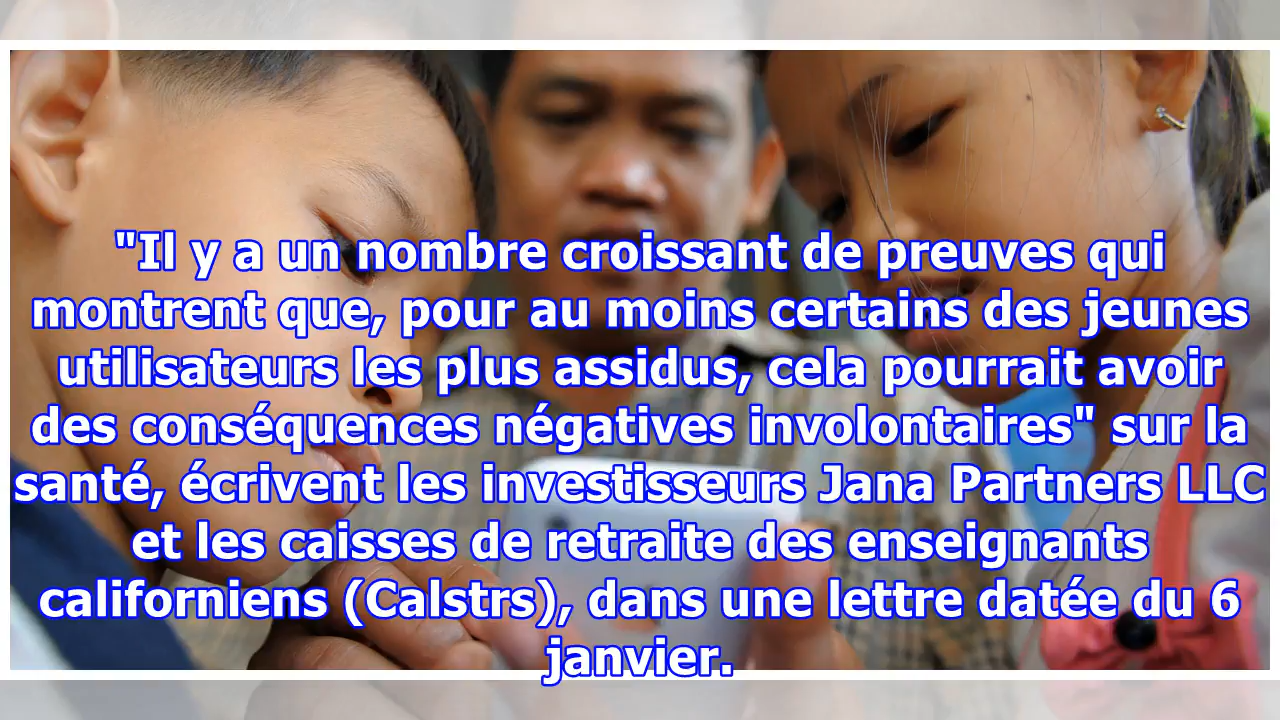 "Il y a un nombre croissant de preuves qui
montrent que, pour au moins certains des jeunes
utilisateurs les plus assidus, cela pourrait avoir
des conséquences négatives involontaires" sur la
santé, écrivent les investisseurs Jana Partners LLC
et les caisses de retraite des enseignants
californiens (Calstrs), dans une lettre datée du 6
janvier.